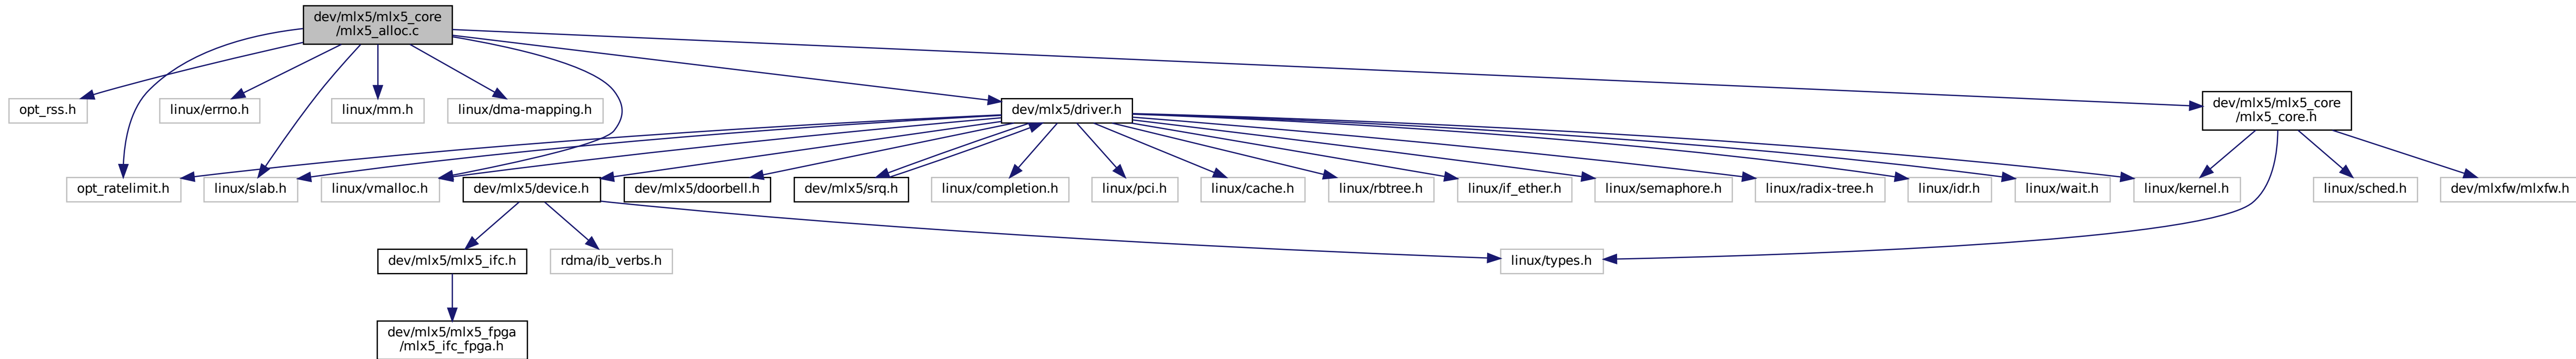 dev/mlx5/mlx5_core
/mlx5_alloc.c
opt_rss.h
linux/errno.h
linux/mm.h
linux/dma-mapping.h
dev/mlx5/driver.h
dev/mlx5/mlx5_core
/mlx5_core.h
opt_ratelimit.h
linux/slab.h
linux/vmalloc.h
dev/mlx5/device.h
dev/mlx5/doorbell.h
dev/mlx5/srq.h
linux/completion.h
linux/pci.h
linux/cache.h
linux/rbtree.h
linux/if_ether.h
linux/semaphore.h
linux/radix-tree.h
linux/idr.h
linux/wait.h
linux/kernel.h
linux/sched.h
dev/mlxfw/mlxfw.h
dev/mlx5/mlx5_ifc.h
rdma/ib_verbs.h
linux/types.h
dev/mlx5/mlx5_fpga
/mlx5_ifc_fpga.h